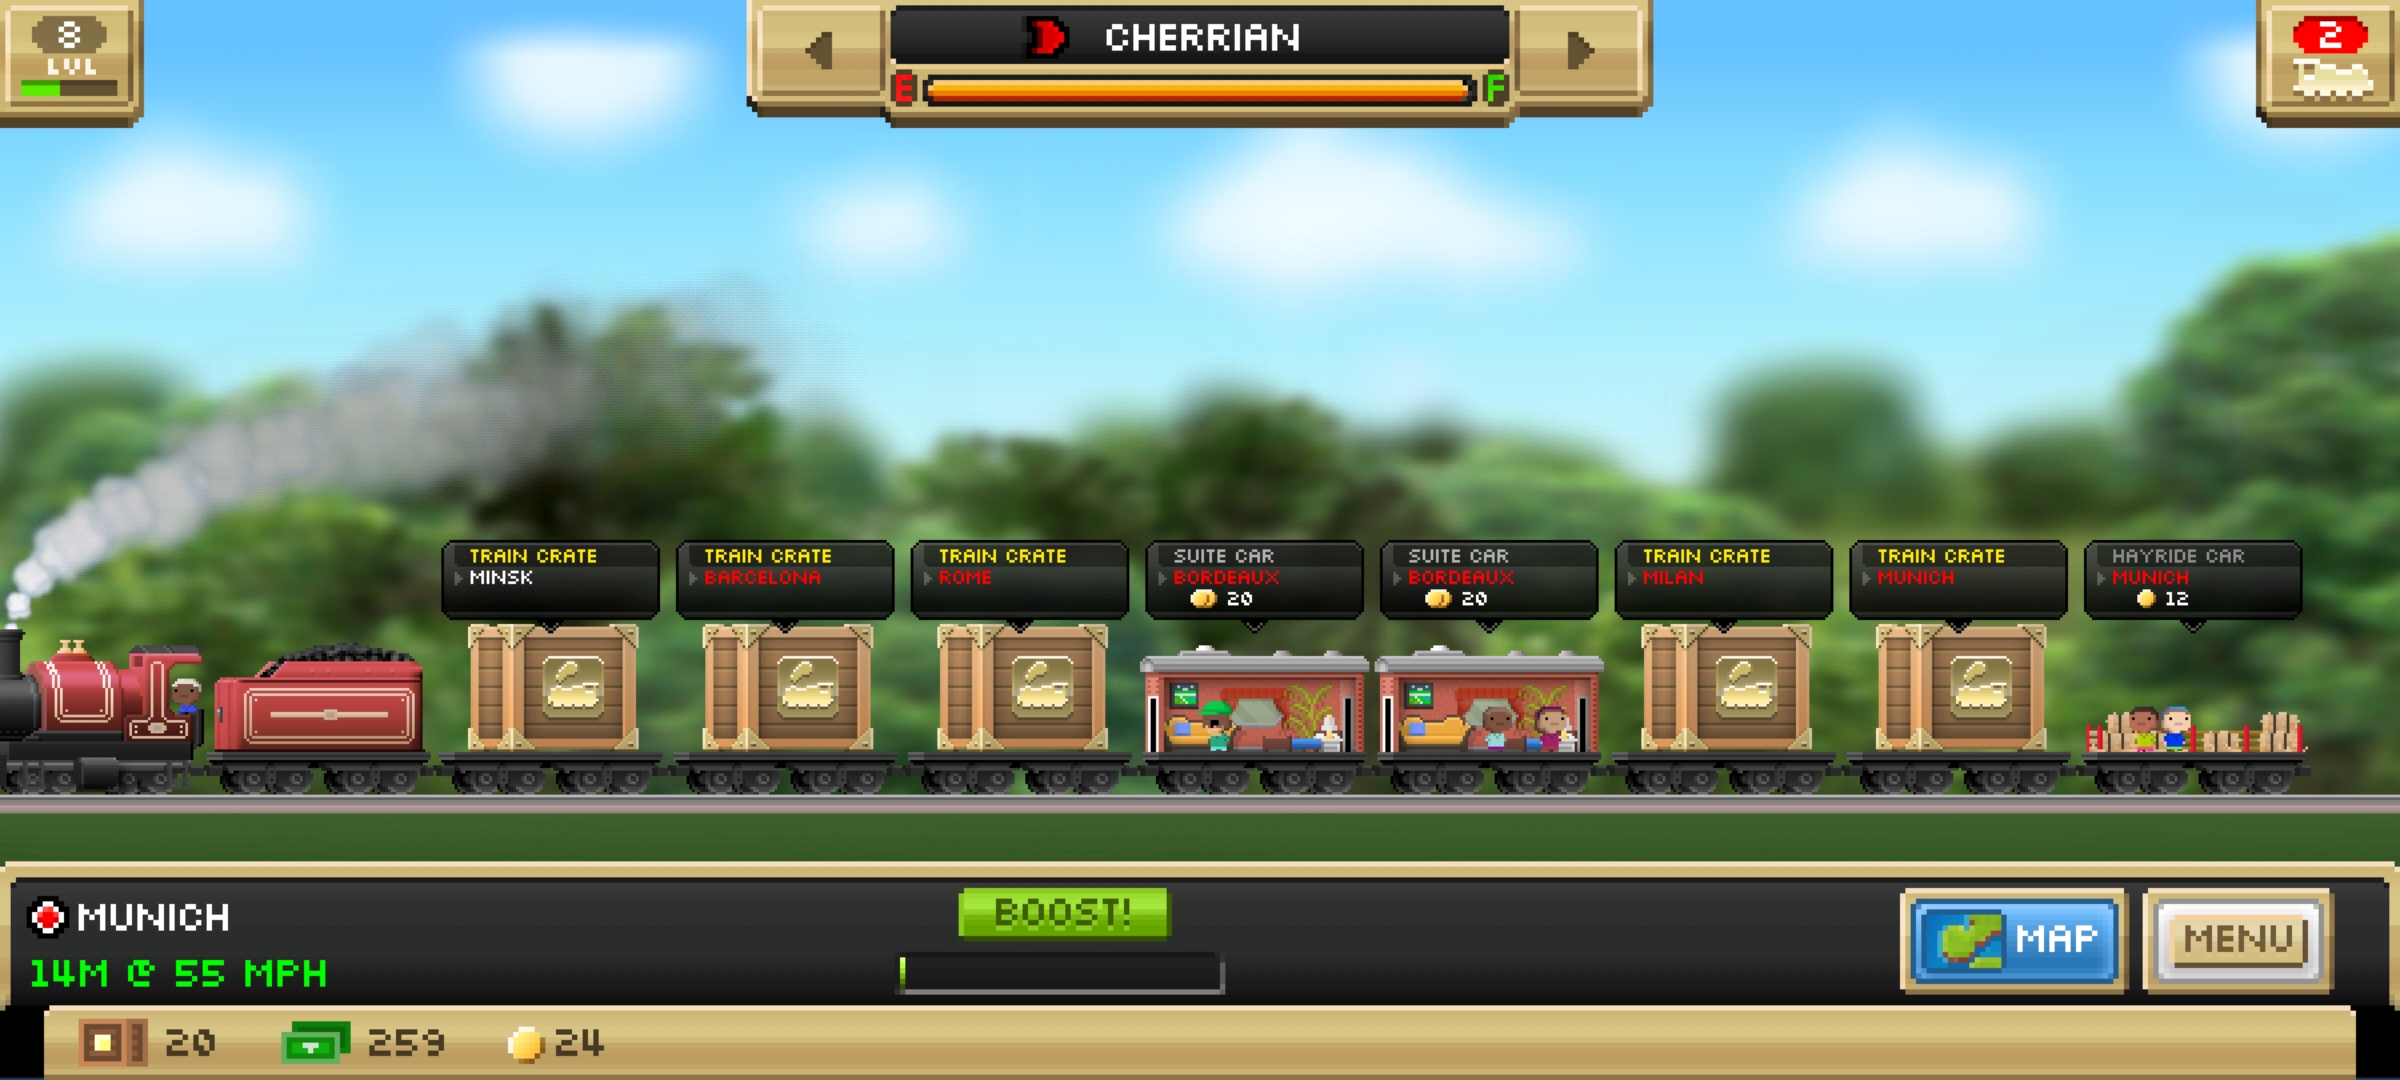 8
LVL
CHERRIAN
E F
2
TRAIN CRATE
MINSK
TRAIN CRATE
BARCELONA
TRAIN CRATE
ROME
SUITE CAR
BORDEAUX
20
SUITE CAR
BORDEAUX
20
TRAIN CRATE
MILAN
TRAIN CRATE
MUNICH
HAYRIDE CAR
MUNICH
12
MUNICH
14M @ 55 MPH
BOOST!
MAP
MENU
20
259
24